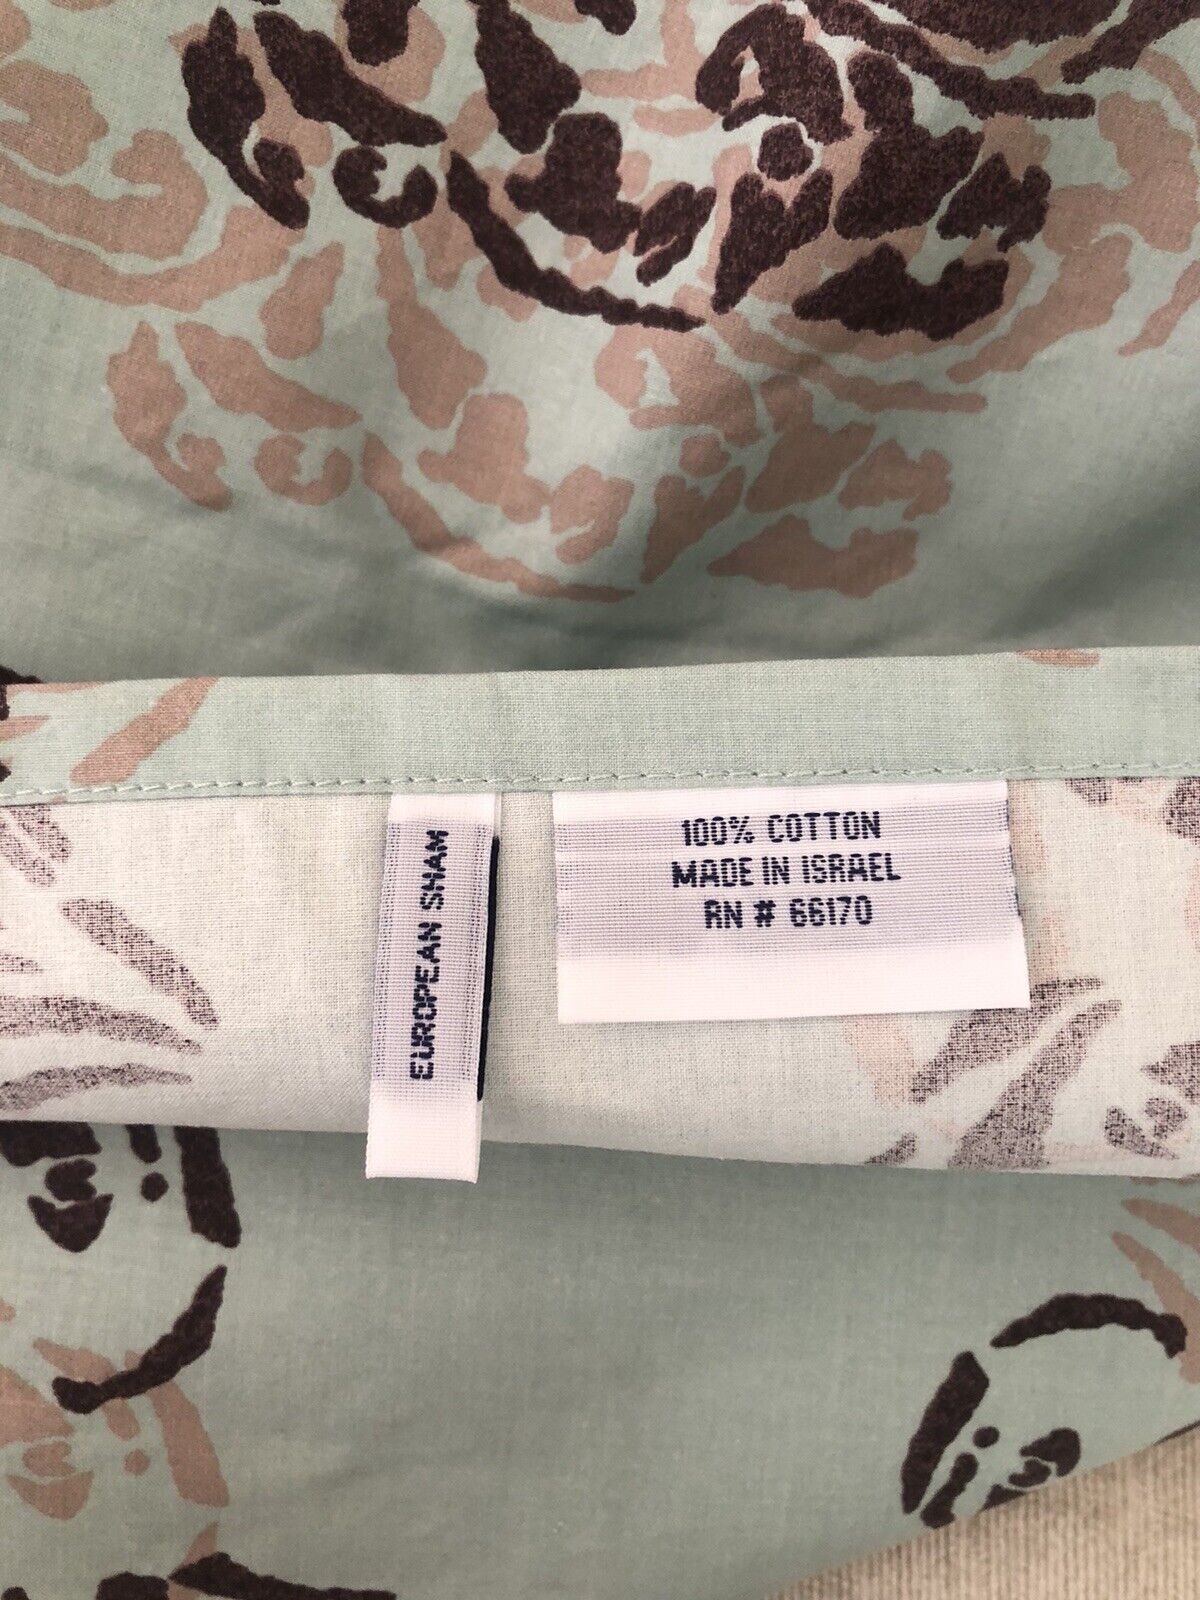 EUROPEAN SHAM
100% COTTON
MADE IN ISRAEL
RN # 66170